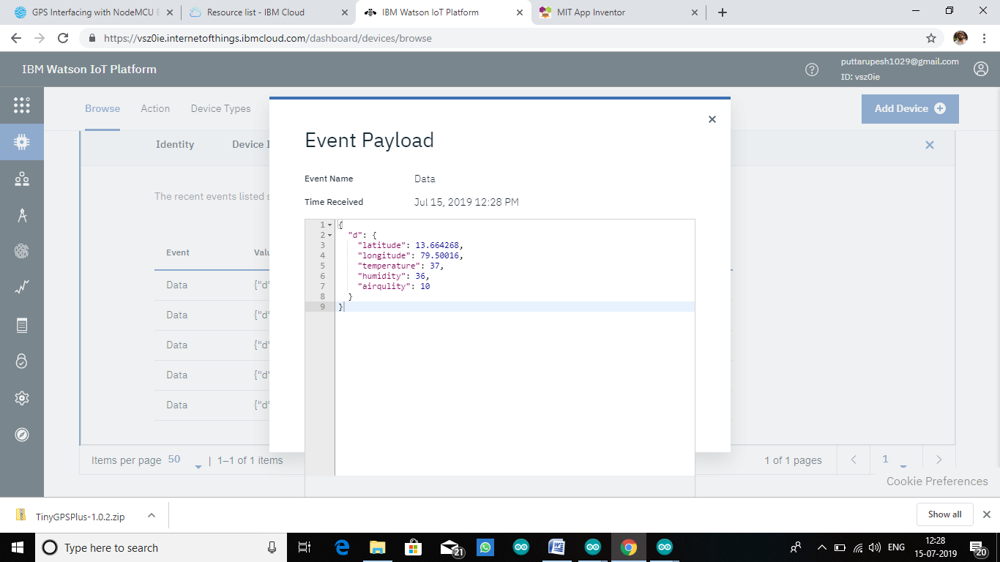 GPS Interfacing with NodeMCU E
Resource list - IBM Cloud
IBM Watson IoT Platform
MIT App Inventor
https://vsz0ie.internetofthings.ibmcloud.com/dashboard/devices/browse
IBM Watson IoT Platform
puttarupesh1029@gmail.com
ID: vsz0ie
Browse Action Device Types
Add Device
Identity Device I
Event Payload
Event Name Data
Time Received Jul 15, 2019 12:28 PM
The recent events listed s
Event Valu
Data {"d"
Data {"d"
Data {"d"
Data {"d"
Data {"d"
1 {
2 "d": {
3 "latitude": 13.664268,
4 "longitude": 79.50016,
5 "temperature": 37,
6 "humidity": 36,
7 "airqulity": 10
8 }
9 }
Items per page 50 | 1–1 of 1 items
1 of 1 pages 1
Cookie Preferences
TinyGPSPlus-1.0.2.zip
Show all
Type here to search
21
ENG
12:28
15-07-2019
20